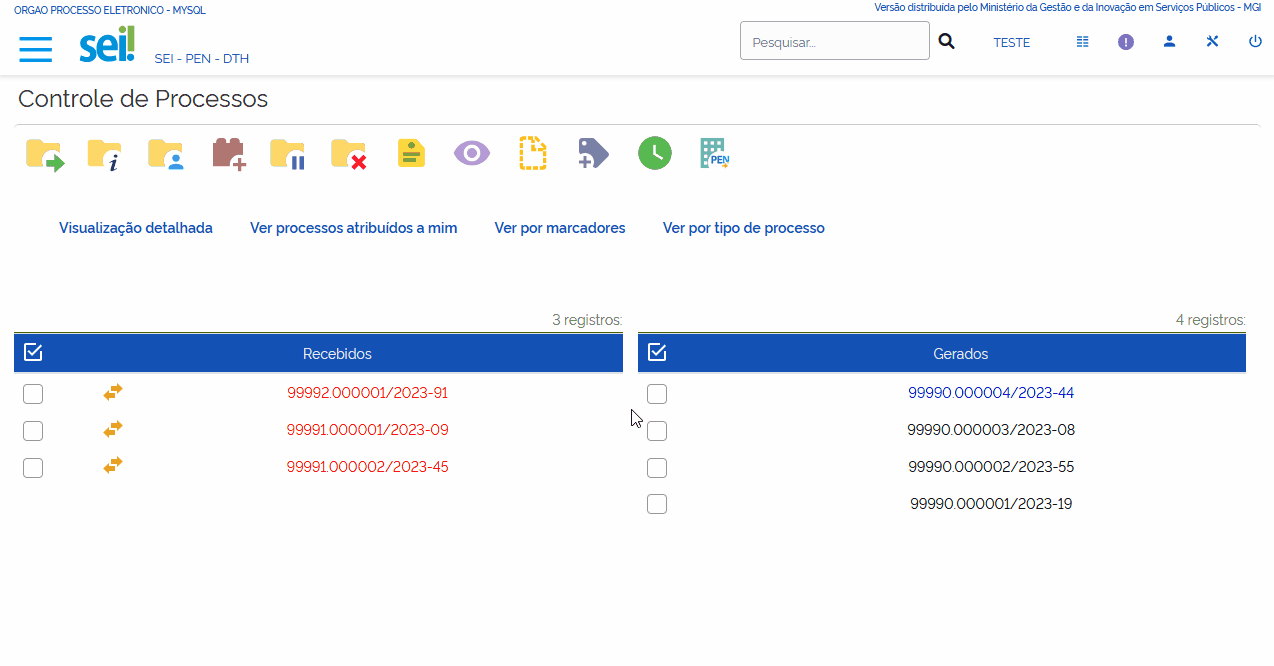 ORGAO PROCESSO ELETRONICO - MYSQL
Versão distribuída pelo Ministério da Gestão e da Inovação em Serviços Públicos - MGI
sei!
SEI - PEN - DTH
Pesquisar...
TESTE
Controle de Processos
PEN
Visualização detalhada
Ver processos atribuídos a mim
Ver por marcadores
Ver por tipo de processo
3 registros:
Recebidos
99992.000001/2023-91
99991.000001/2023-09
99991.000002/2023-45
4 registros:
Gerados
99990.000004/2023-44
99990.000003/2023-08
99990.000002/2023-55
99990.000001/2023-19